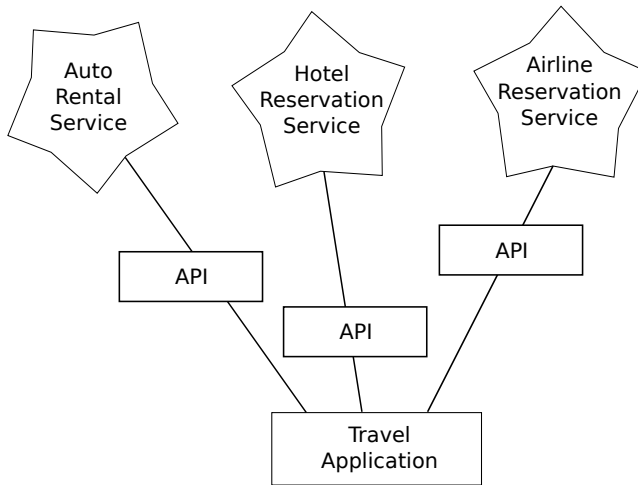 Auto
Rental
Service
Hotel
Reservation
Service
Airline
Reservation
Service
API
API
API
Travel
Application